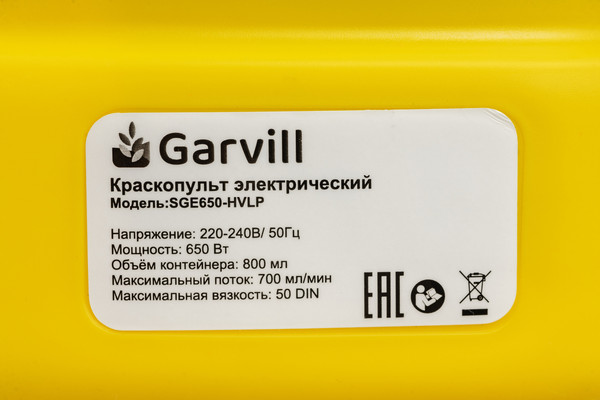 Garvill
Краскопульт электрический
Модель:SGE650-HVLP
Напряжение: 220-240В/ 50Гц
Мощность: 650 Вт
Объём контейнера: 800 мл
Максимальный поток: 700 мл/мин
Максимальная вязкость: 50 DIN
EAC